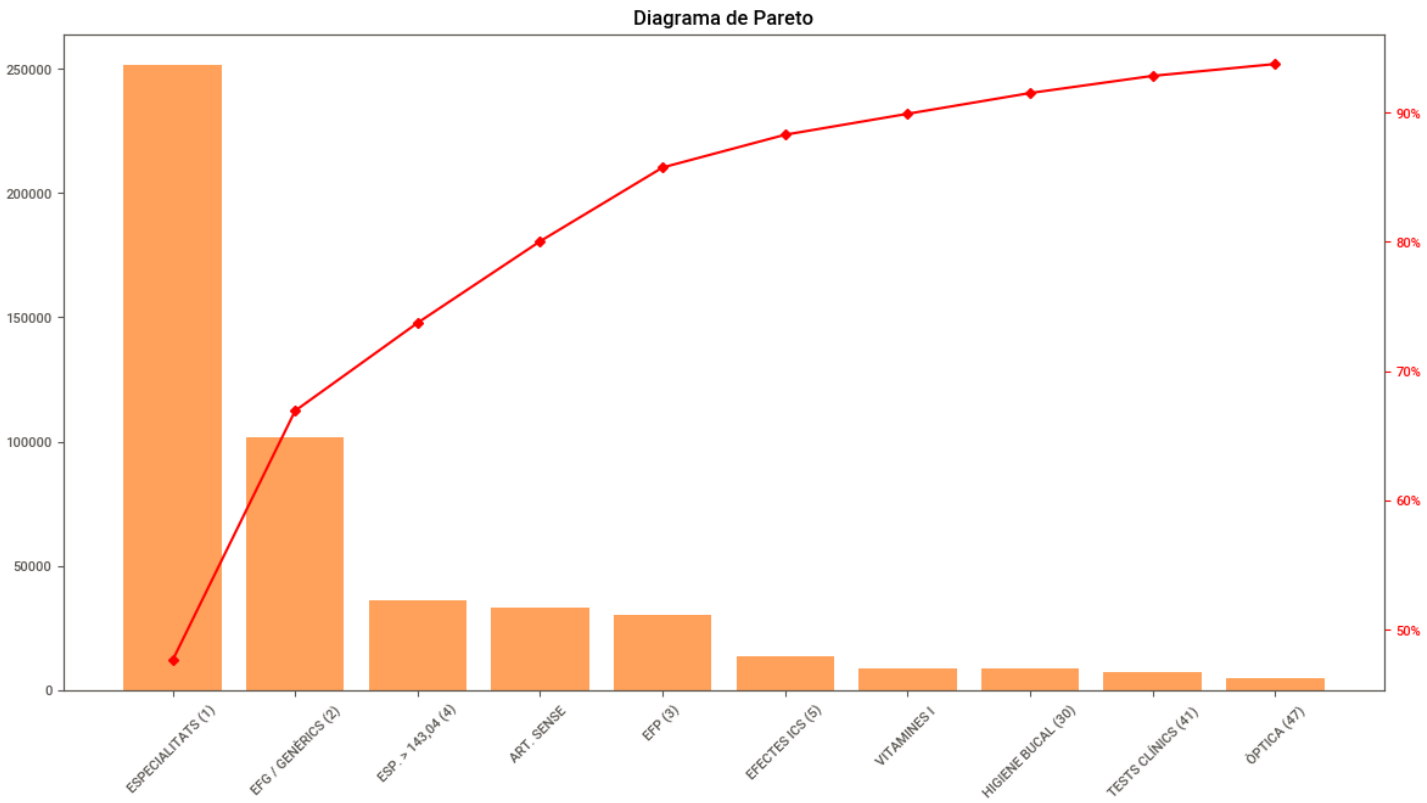 Diagrama de Pareto
250000
200000
150000
100000
50000
0
90%
80%
70%
60%
50%
ESPECIALITATS (1)
EFG / GENÈRICS (2)
ESP. > 143,04 (4)
ART. SENSE
EFP (3)
EFECTES ICS (5)
VITAMINES I
HIGIENE BUCAL (30)
TESTS CLÍNICS (41)
ÒPTICA (47)